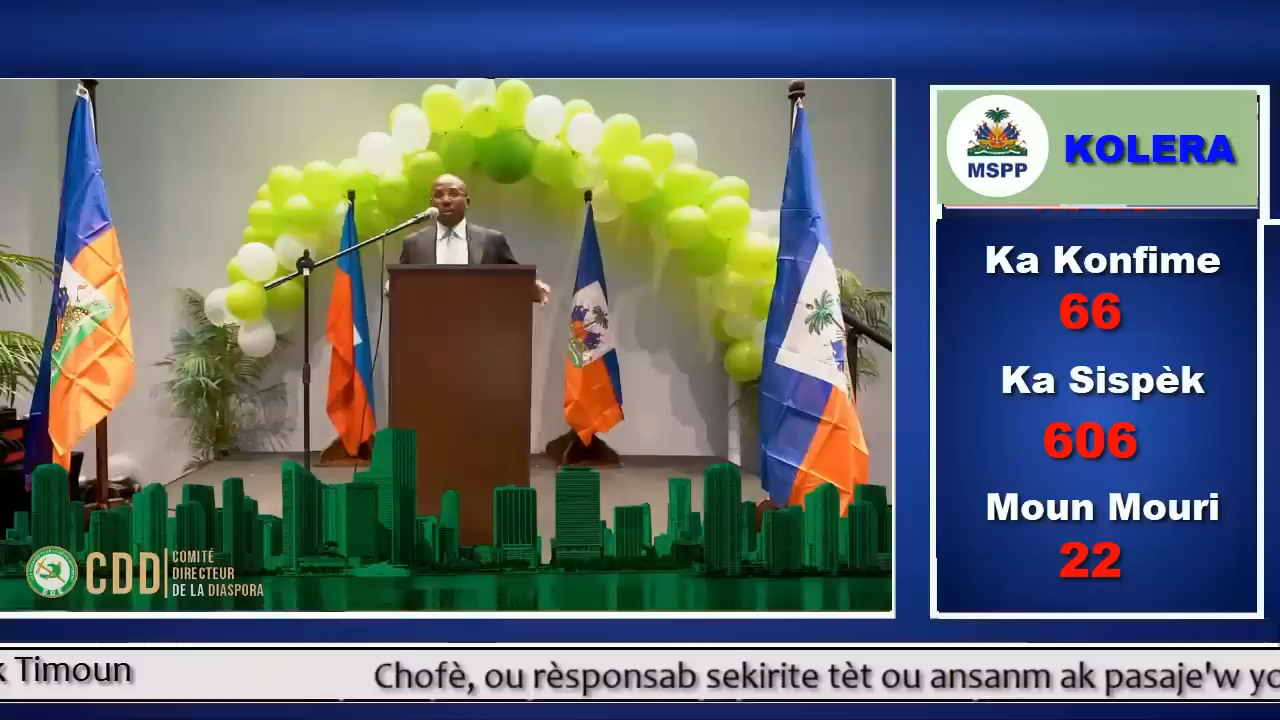 MSPP
KOLERA
Ka Konfime
66
Ka Sispèk
606
Moun Mouri
22
CDD
COMITÉ
DIRECTEUR
DE LA DIASPORA
k Timoun
Chofè, ou rèsponsab sekirite tèt ou ansanm ak pasaje'w yo